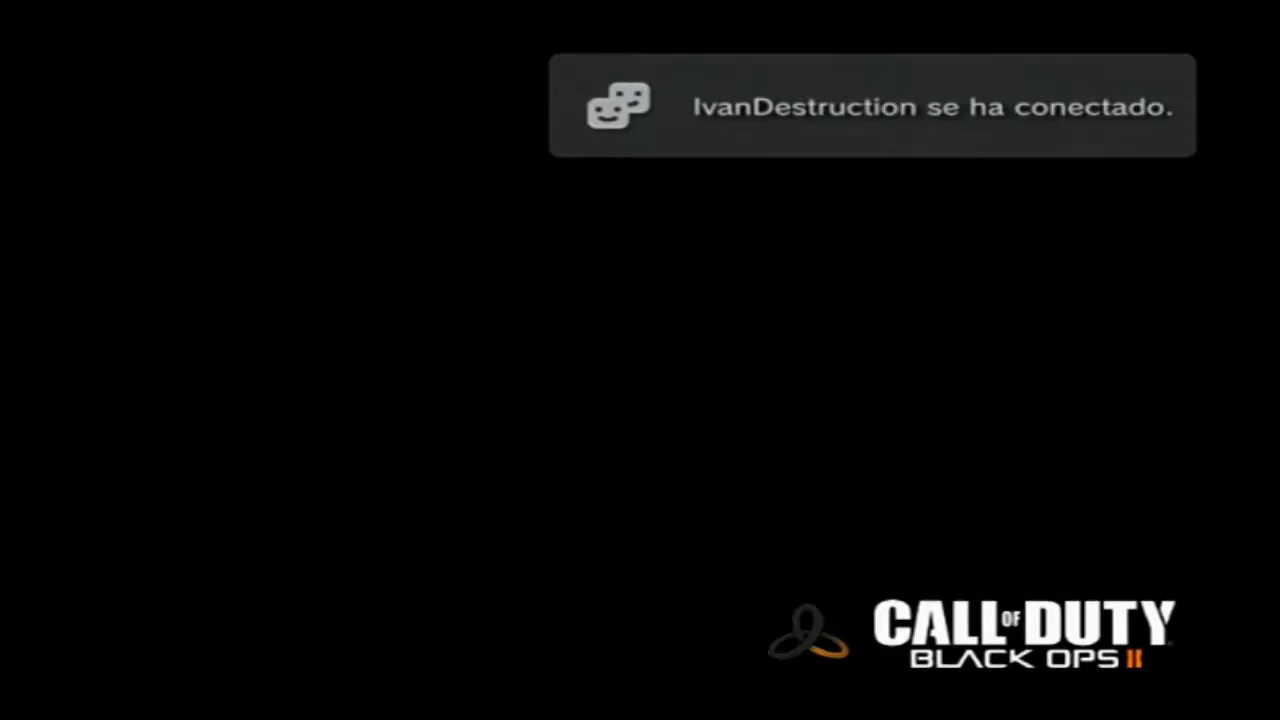 IvanDestruction se ha conectado.
CALL OF DUTY
BLACK OPS II